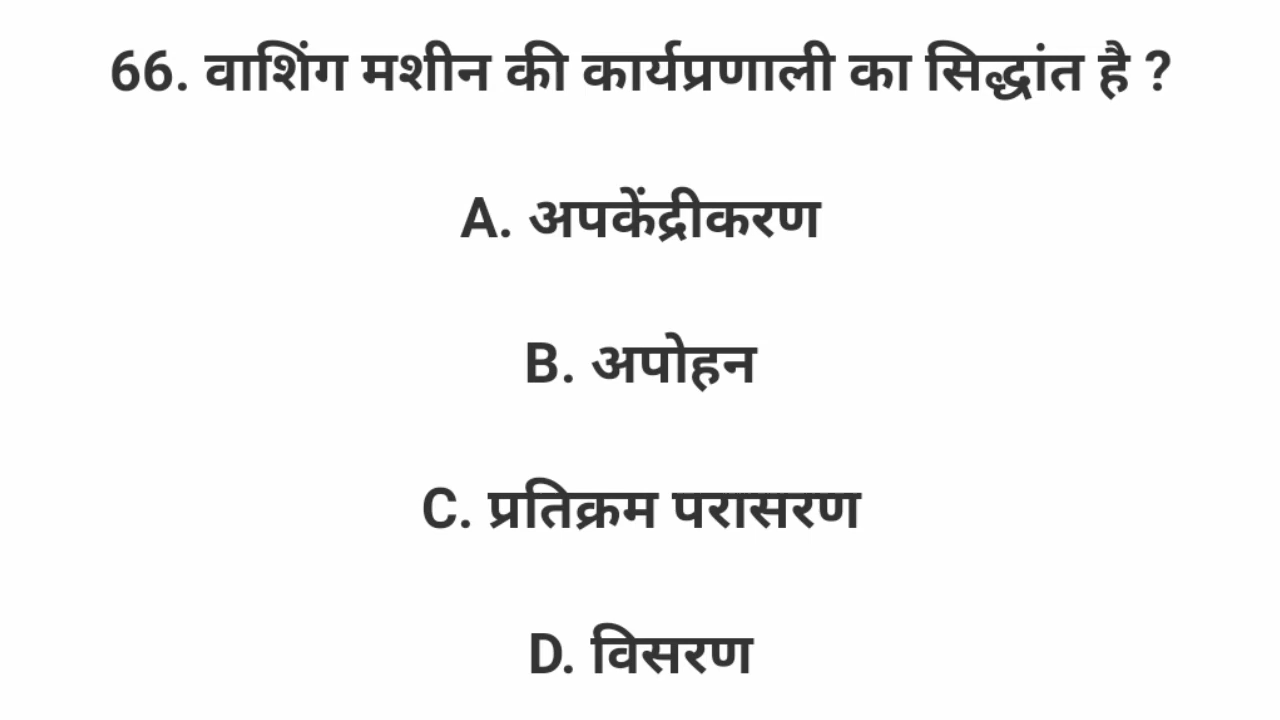 66. वाशिंग मशीन की कार्यप्रणाली का सिद्धांत है ?
A. अपकेंद्रीकरण
B. अपोहन
C. प्रतिक्रम परासरण
D. विसरण